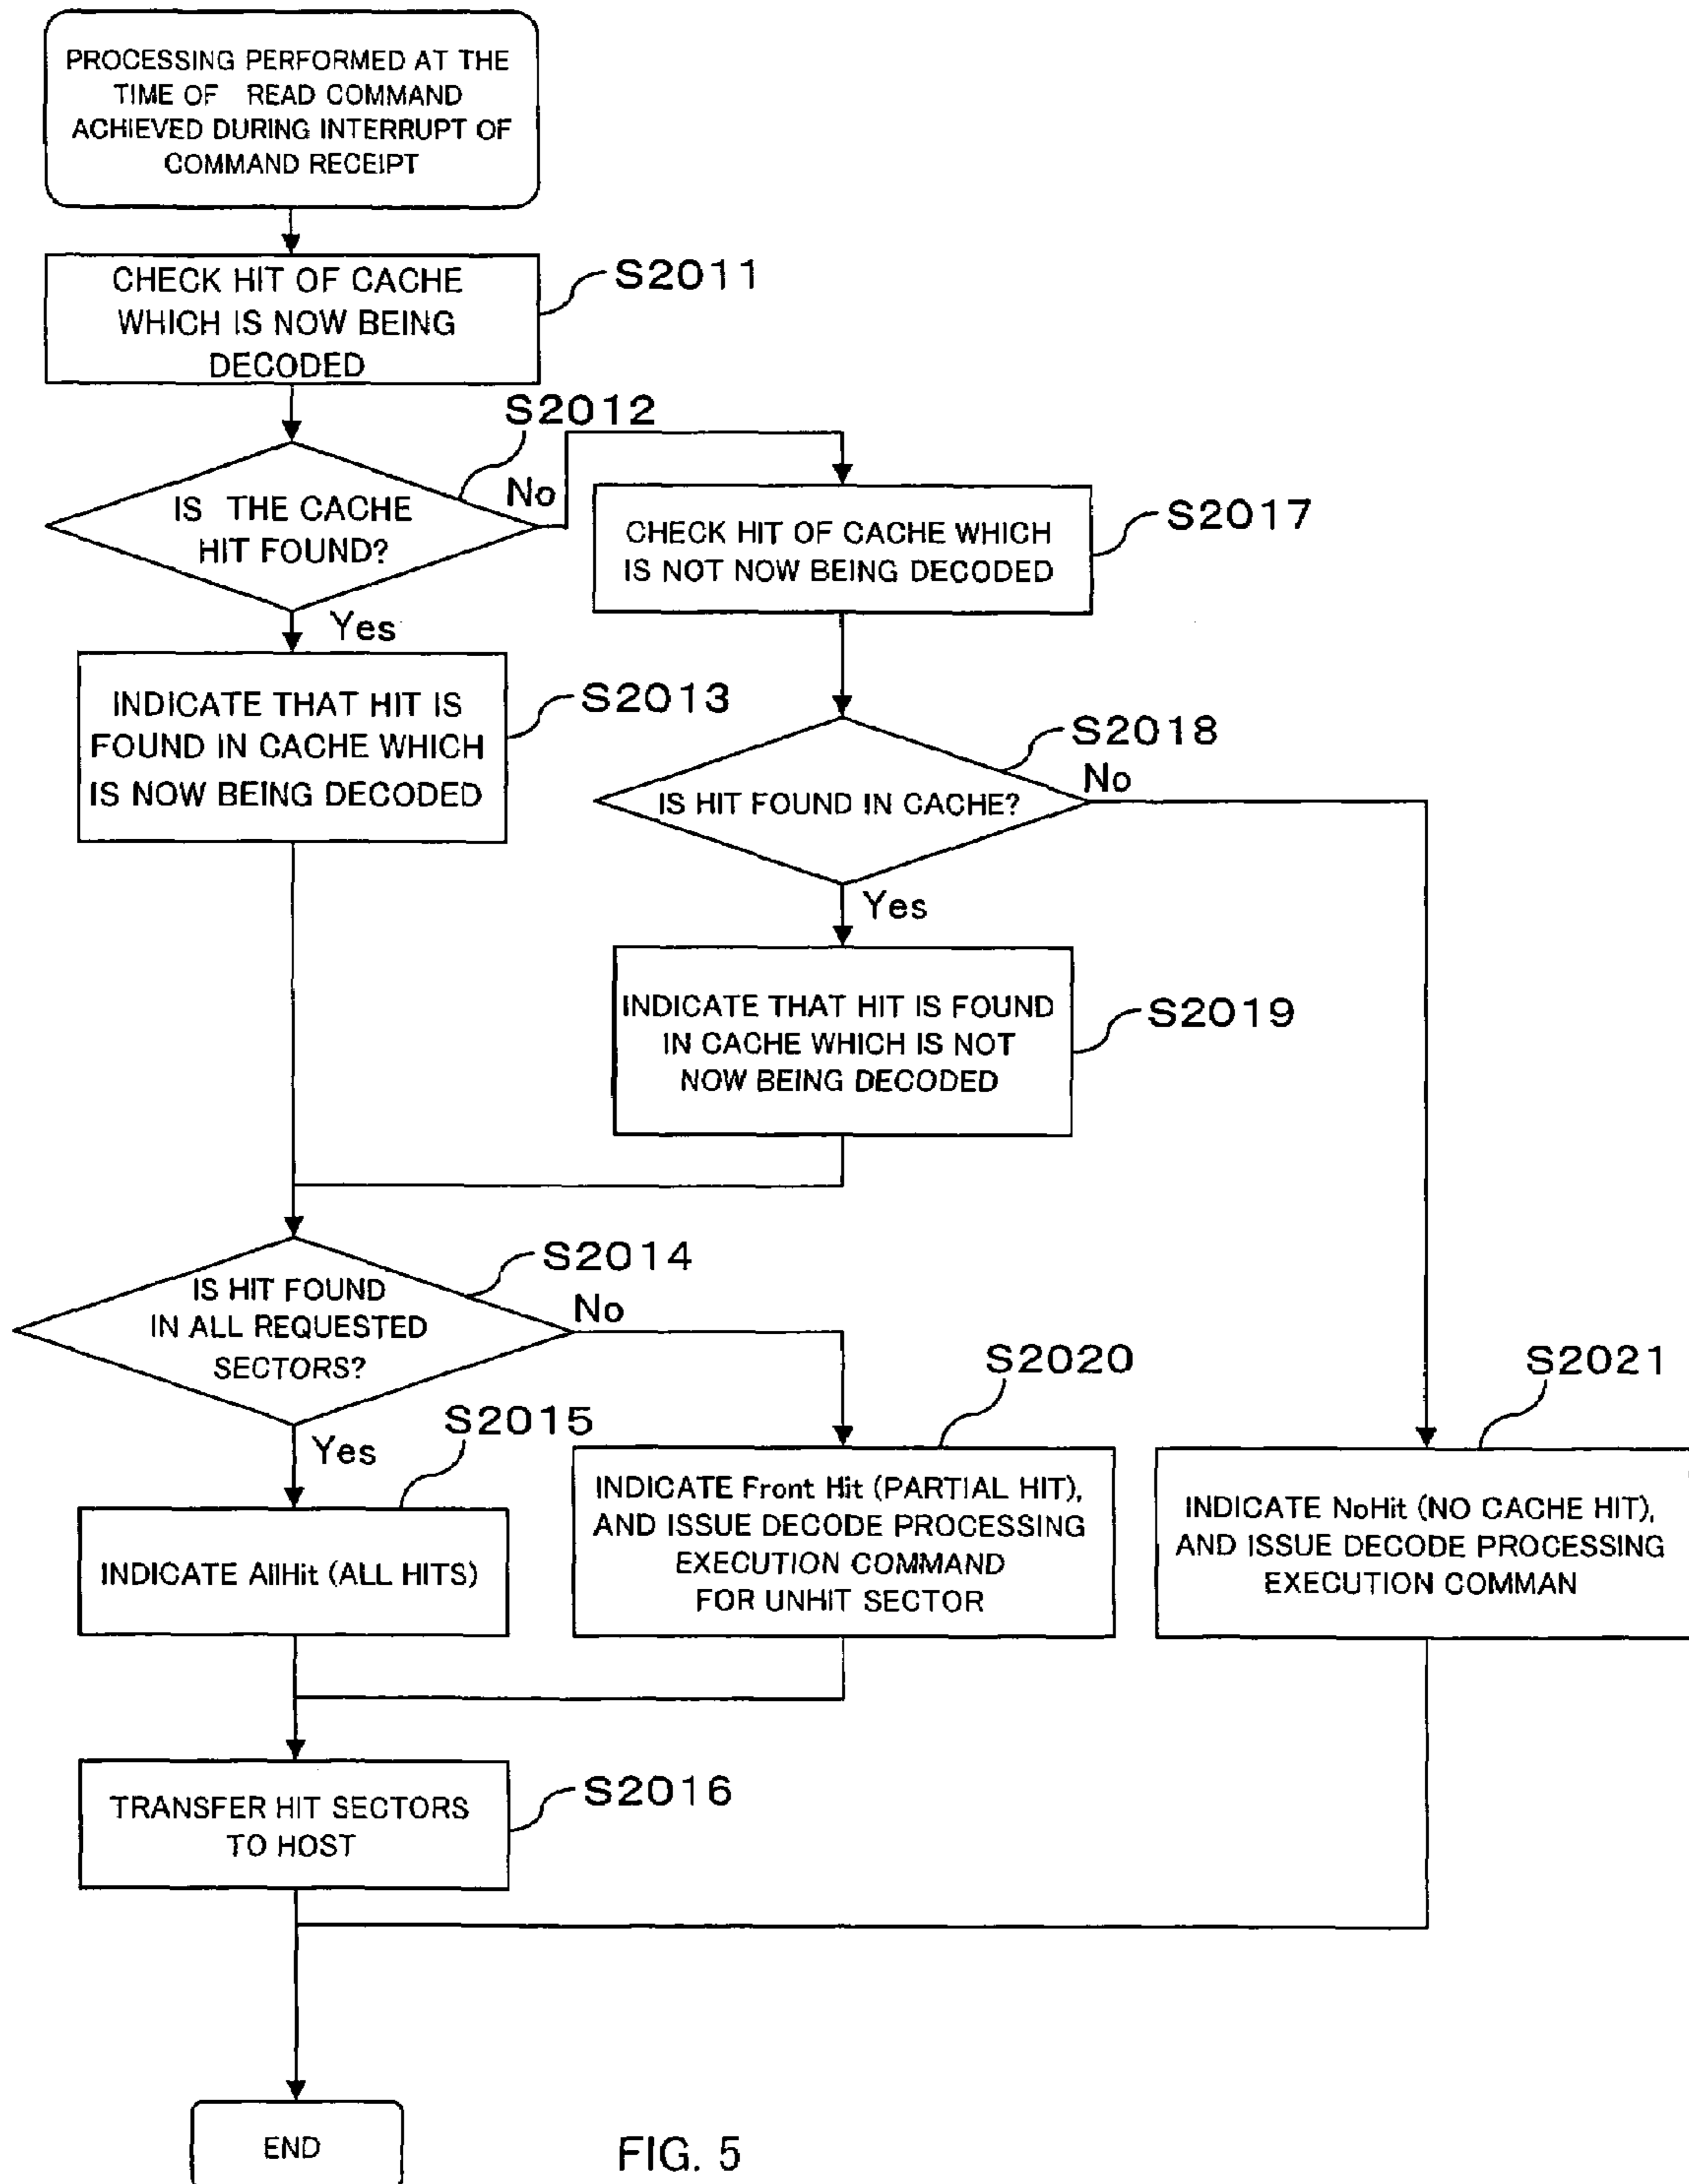 PROCESSING PERFORMED AT THE
TIME OF READ COMMAND
ACHIEVED DURING INTERRUPT OF
COMMAND RECEIPT
CHECK HIT OF CACHE
WHICH IS NOW BEING
DECODED
S2011
S2012
IS THE CACHE
HIT FOUND?
No
Yes
CHECK HIT OF CACHE WHICH
IS NOT NOW BEING DECODED
S2017
INDICATE THAT HIT IS
FOUND IN CACHE WHICH
IS NOW BEING DECODED
S2013
S2018
IS HIT FOUND IN CACHE?
No
Yes
INDICATE THAT HIT IS FOUND
IN CACHE WHICH IS NOT
NOW BEING DECODED
S2019
S2014
IS HIT FOUND
IN ALL REQUESTED
SECTORS?
No
Yes
S2015
INDICATE AllHit (ALL HITS)
S2020
INDICATE Front Hit (PARTIAL HIT),
AND ISSUE DECODE PROCESSING
EXECUTION COMMAND
FOR UNHIT SECTOR
S2021
INDICATE NoHit (NO CACHE HIT),
AND ISSUE DECODE PROCESSING
EXECUTION COMMAN
TRANSFER HIT SECTORS
TO HOST
S2016
END
FIG. 5